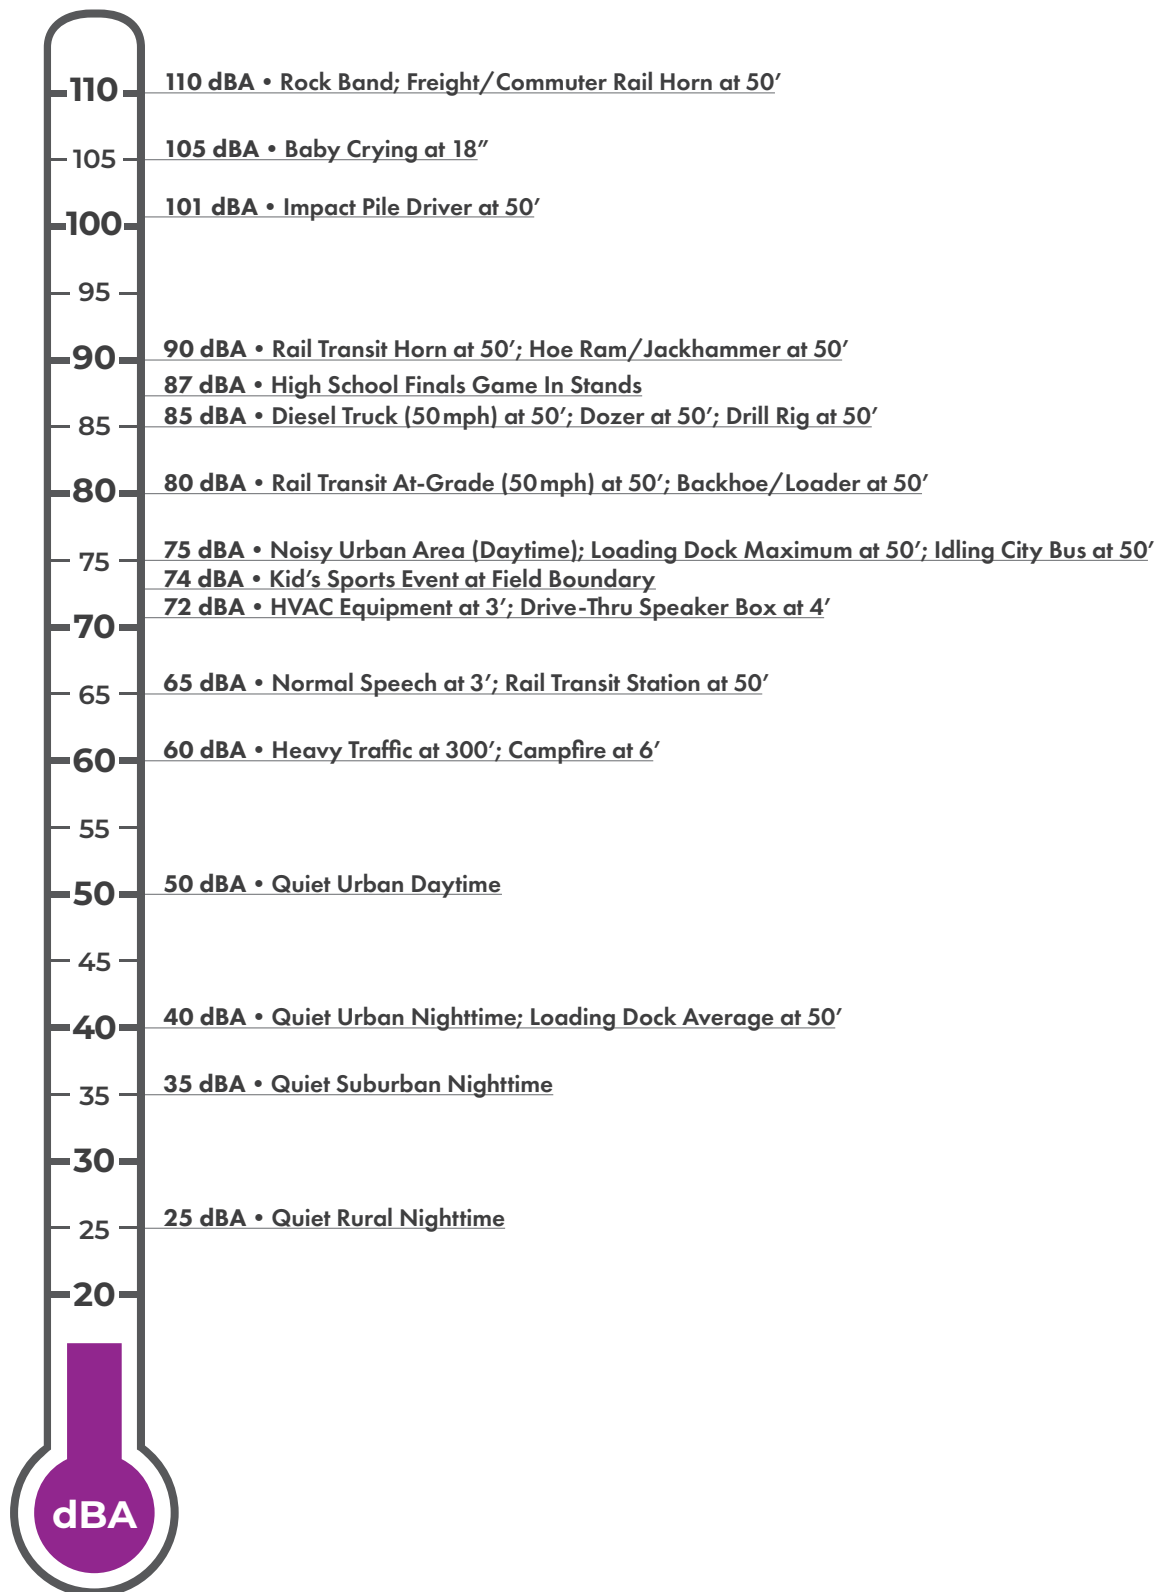 110 110 dBA • Rock Band; Freight/Commuter Rail Horn at 50′
105 105 dBA • Baby Crying at 18″
101 dBA • Impact Pile Driver at 50′
100
95
90 90 dBA • Rail Transit Horn at 50′; Hoe Ram/Jackhammer at 50′
87 dBA • High School Finals Game In Stands
85 85 dBA • Diesel Truck (50 mph) at 50′; Dozer at 50′; Drill Rig at 50′
80 80 dBA • Rail Transit At-Grade (50 mph) at 50′; Backhoe/Loader at 50′
75 75 dBA • Noisy Urban Area (Daytime); Loading Dock Maximum at 50′; Idling City Bus at 50′
74 dBA • Kid’s Sports Event at Field Boundary
72 dBA • HVAC Equipment at 3′; Drive-Thru Speaker Box at 4′
70
65 65 dBA • Normal Speech at 3′; Rail Transit Station at 50′
60 60 dBA • Heavy Traffic at 300′; Campfire at 6′
55
50 50 dBA • Quiet Urban Daytime
45
40 40 dBA • Quiet Urban Nighttime; Loading Dock Average at 50′
35 35 dBA • Quiet Suburban Nighttime
30
25 25 dBA • Quiet Rural Nighttime
20
dBA